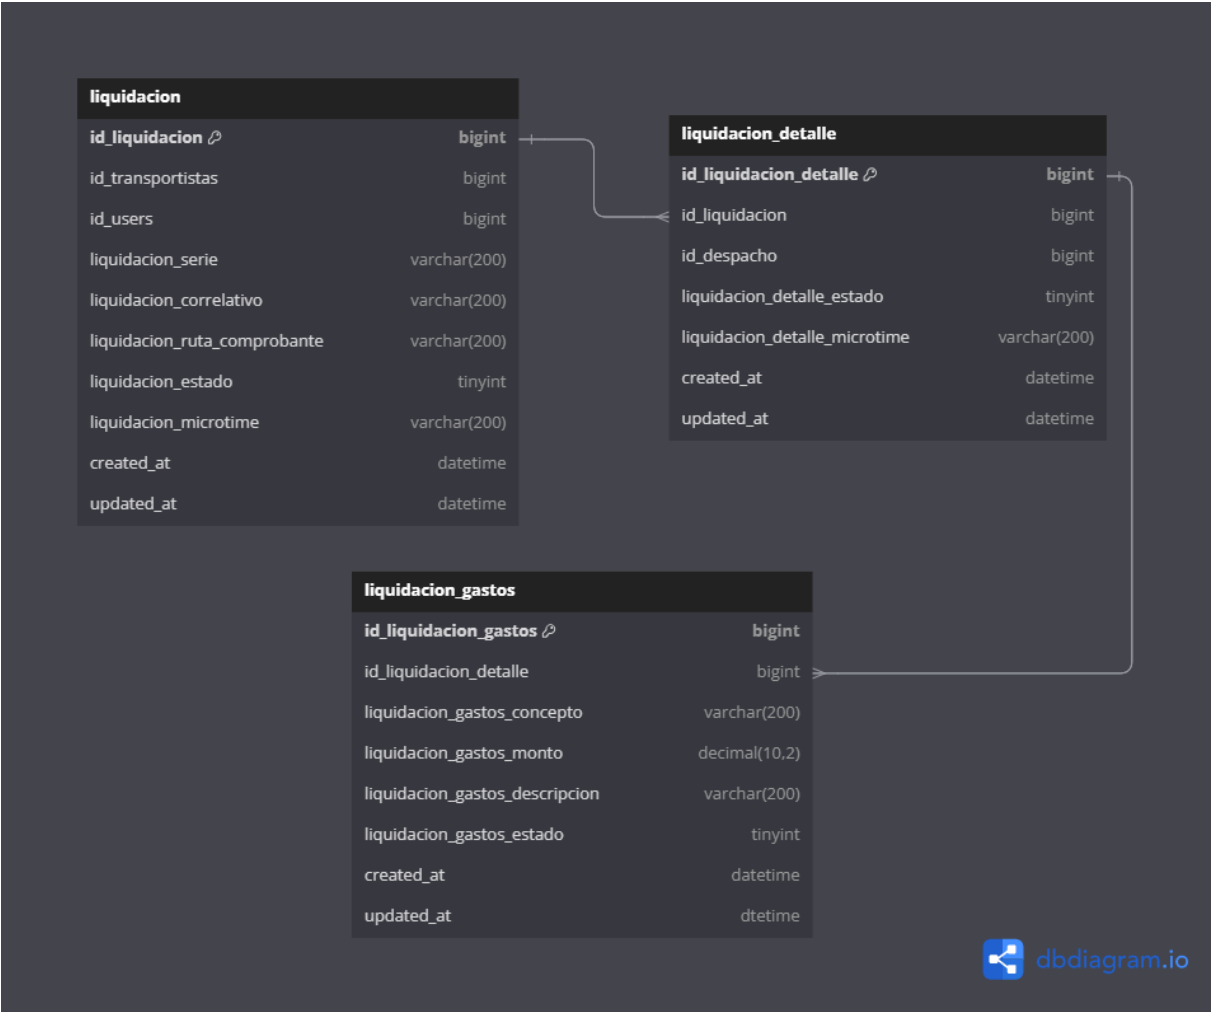 liquidacion
id_liquidacion bigint
id_transportistas bigint
id_users bigint
liquidacion_serie varchar(200)
liquidacion_correlativo varchar(200)
liquidacion_ruta_comprobante varchar(200)
liquidacion_estado tinyint
liquidacion_microtime varchar(200)
created_at datetime
updated_at datetime
liquidacion_detalle
id_liquidacion_detalle bigint
id_liquidacion bigint
id_despacho bigint
liquidacion_detalle_estado tinyint
liquidacion_detalle_microtime varchar(200)
created_at datetime
updated_at datetime
liquidacion_gastos
id_liquidacion_gastos bigint
id_liquidacion_detalle bigint
liquidacion_gastos_concepto varchar(200)
liquidacion_gastos_monto decimal(10,2)
liquidacion_gastos_descripcion varchar(200)
liquidacion_gastos_estado tinyint
created_at datetime
updated_at dtetime
dbdiagram.io